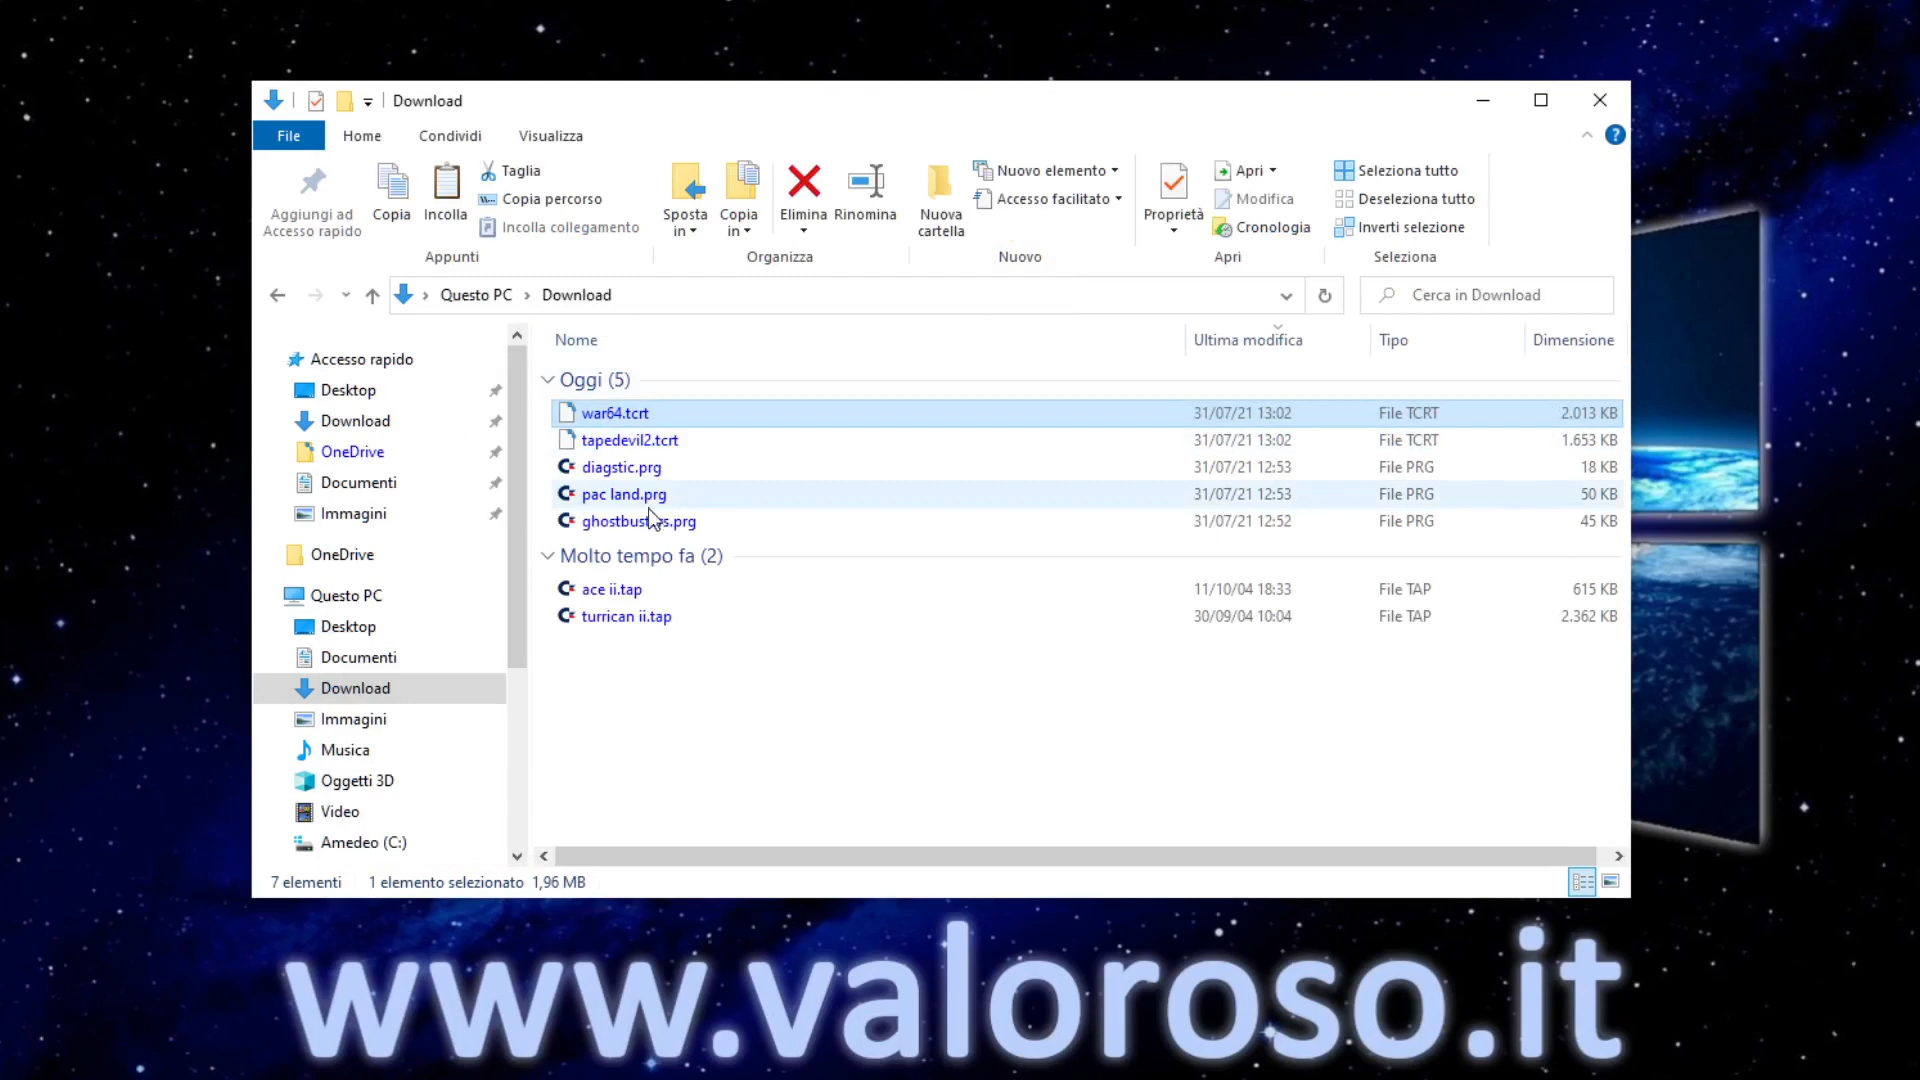 Download
File Home Condividi Visualizza
Aggiungi ad Accesso rapido
Copia
Incolla
Taglia
Copia percorso
Incolla collegamento
Appunti
Sposta in
Copia in
Elimina
Rinomina
Organizza
Nuova cartella
Nuovo elemento
Accesso facilitato
Nuovo
Proprietà
Apri
Modifica
Cronologia
Apri
Seleziona tutto
Deseleziona tutto
Inverti selezione
Seleziona
Questo PC > Download
Cerca in Download
Accesso rapido
Desktop
Download
OneDrive
Documenti
Immagini
OneDrive
Questo PC
Desktop
Documenti
Download
Immagini
Musica
Oggetti 3D
Video
Amedeo (C:)
Nome Ultima modifica Tipo Dimensione
Oggi (5)
war64.tcrt 31/07/21 13:02 File TCRT 2.013 KB
tapedevil2.tcrt 31/07/21 13:02 File TCRT 1.653 KB
diagstic.prg 31/07/21 12:53 File PRG 18 KB
pac land.prg 31/07/21 12:53 File PRG 50 KB
ghostbusters.prg 31/07/21 12:52 File PRG 45 KB
Molto tempo fa (2)
ace ii.tap 11/10/04 18:33 File TAP 615 KB
turrican ii.tap 30/09/04 10:04 File TAP 2.362 KB
7 elementi 1 elemento selezionato 1,96 MB
www.valoroso.it